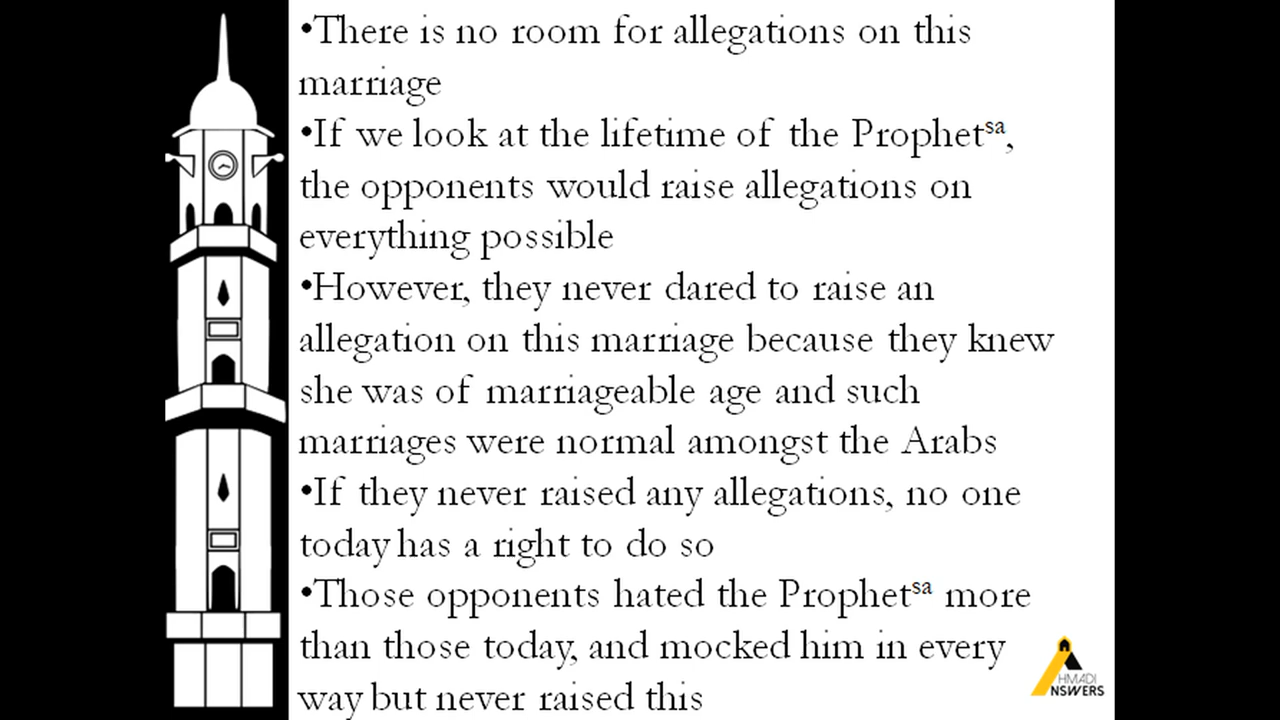 •There is no room for allegations on this
marriage
•If we look at the lifetime of the Prophetsa,
the opponents would raise allegations on
everything possible
•However, they never dared to raise an
allegation on this marriage because they knew
she was of marriageable age and such
marriages were normal amongst the Arabs
•If they never raised any allegations, no one
today has a right to do so
•Those opponents hated the Prophetsa more
than those today, and mocked him in every
way but never raised this
AHMADI
ANSWERS